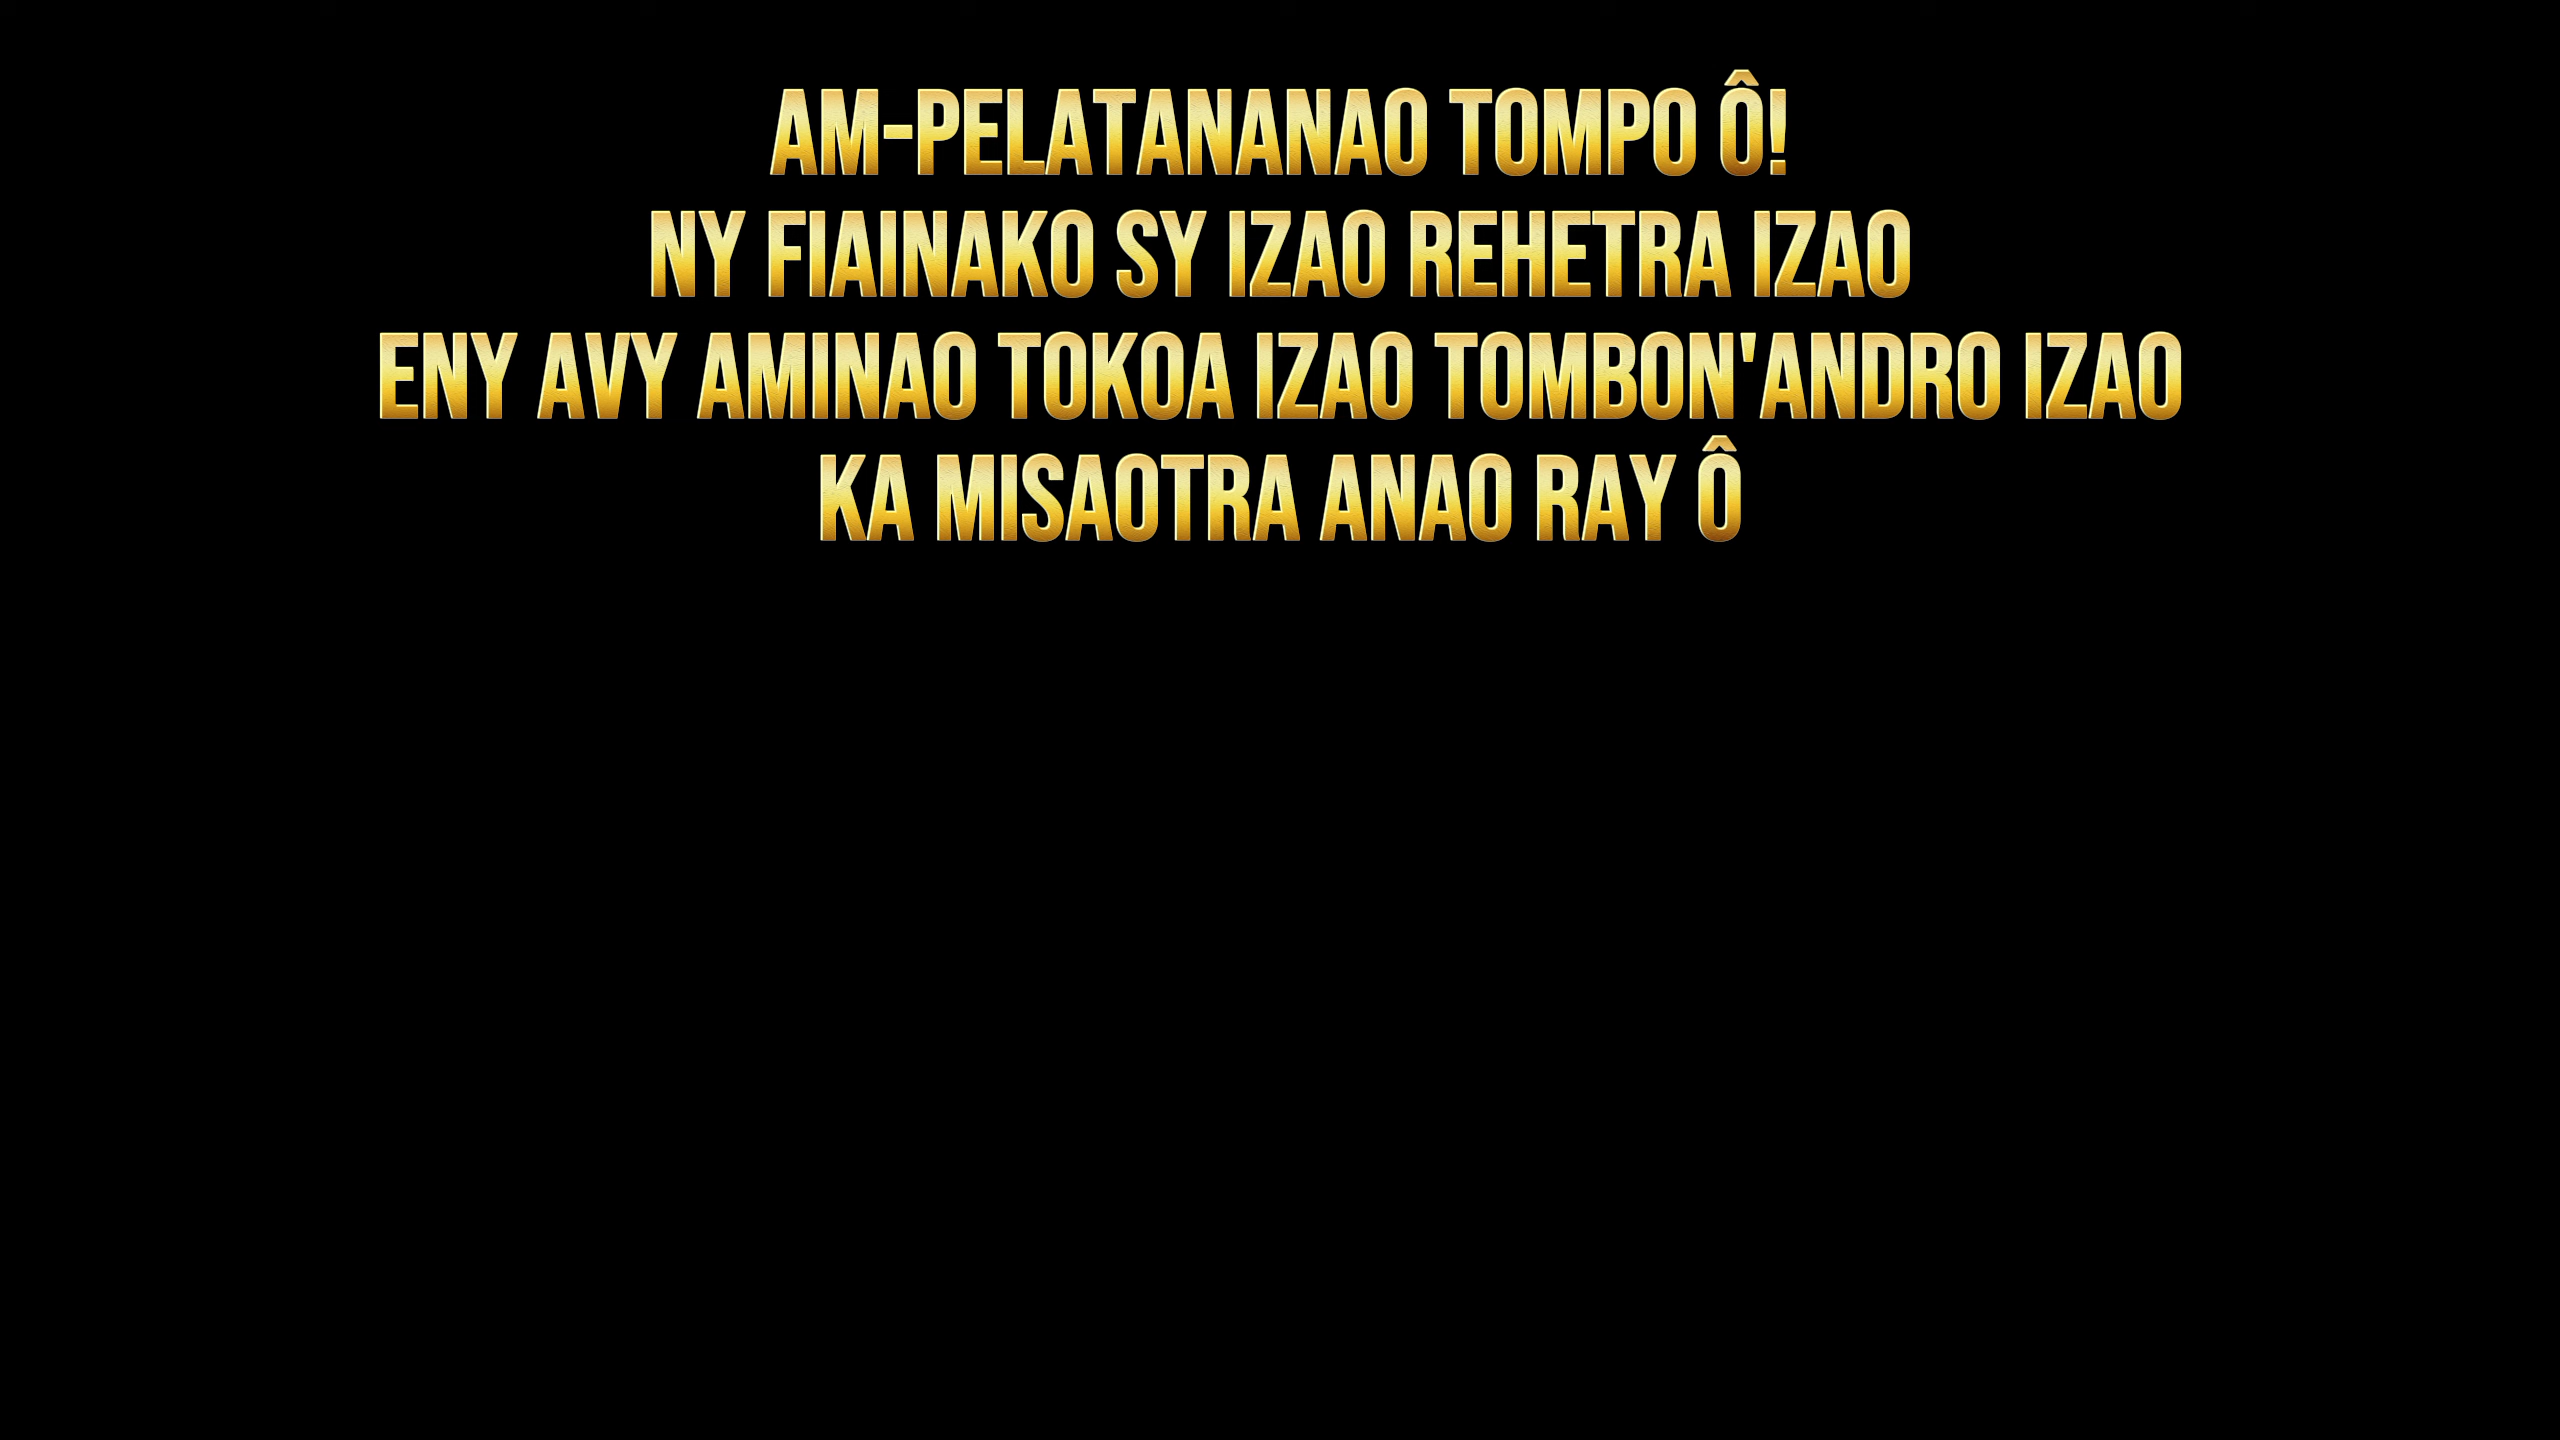 AM-PELATANANAO TOMPO Ô!
NY FIAINAKO SY IZAO REHETRA IZAO
ENY AVY AMINAO TOKOA IZAO TOMBON'ANDRO IZAO
KA MISAOTRA ANAO RAY Ô